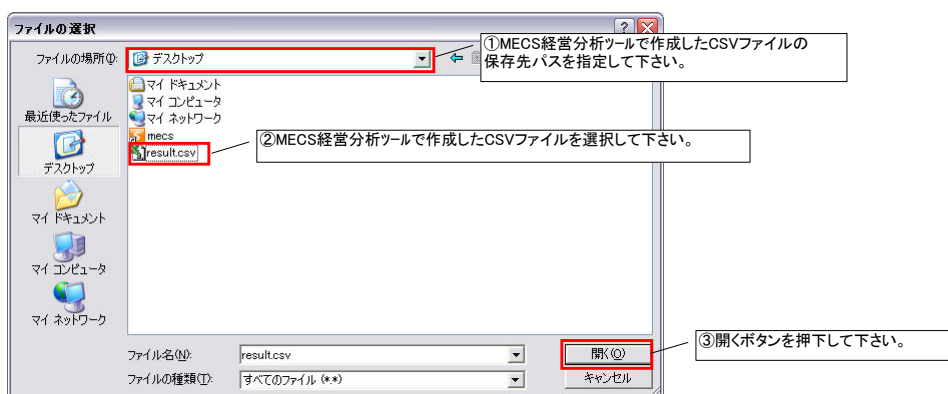 ファイルの選択
①MECS経営分析ツールで作成したCSVファイルの
保存先パスを指定して下さい。
ファイルの場所(I):
デスクトップ
マイ ドキュメント
マイ コンピュータ
マイ ネットワーク
mecs
result.csv
②MECS経営分析ツールで作成したCSVファイルを選択して下さい。
最近使ったファイル
デスクトップ
マイ ドキュメント
マイ コンピュータ
マイ ネットワーク
ファイル名(N):
result.csv
開く(O)
③開くボタンを押下して下さい。
ファイルの種類(T):
すべてのファイル (*.*)
キャンセル